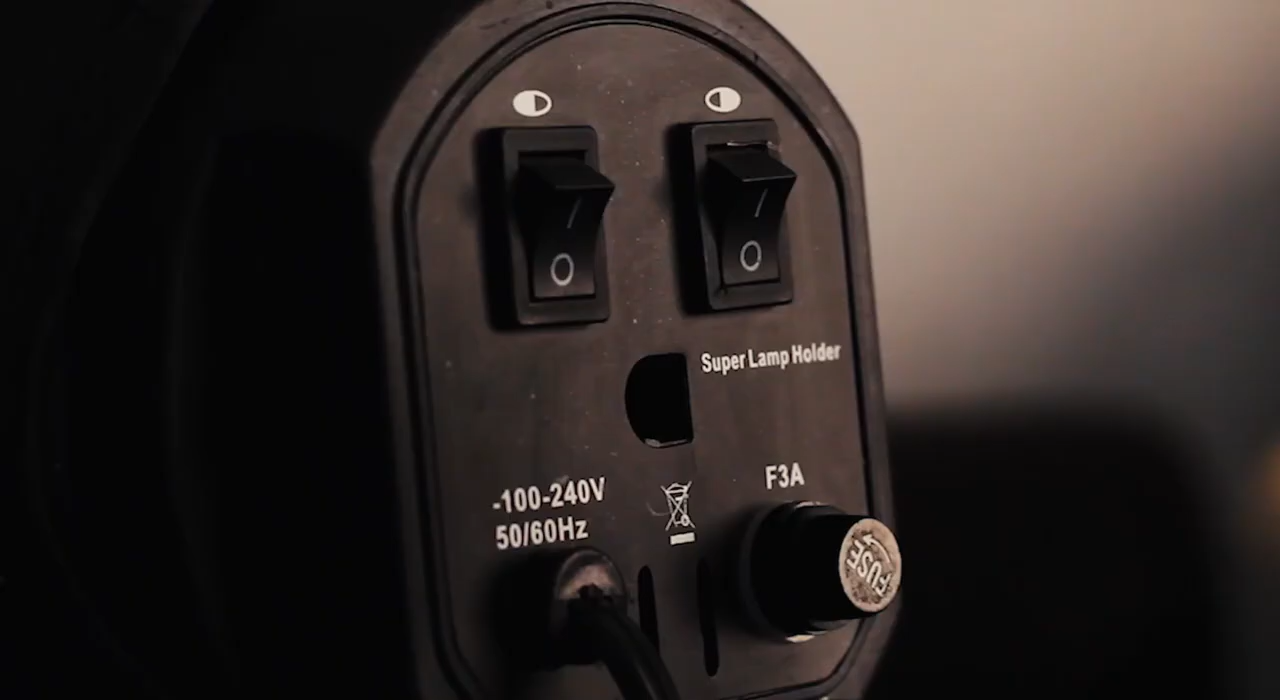 I
O
I
O
Super Lamp Holder
F3A
-100-240V
50/60Hz
FUSE